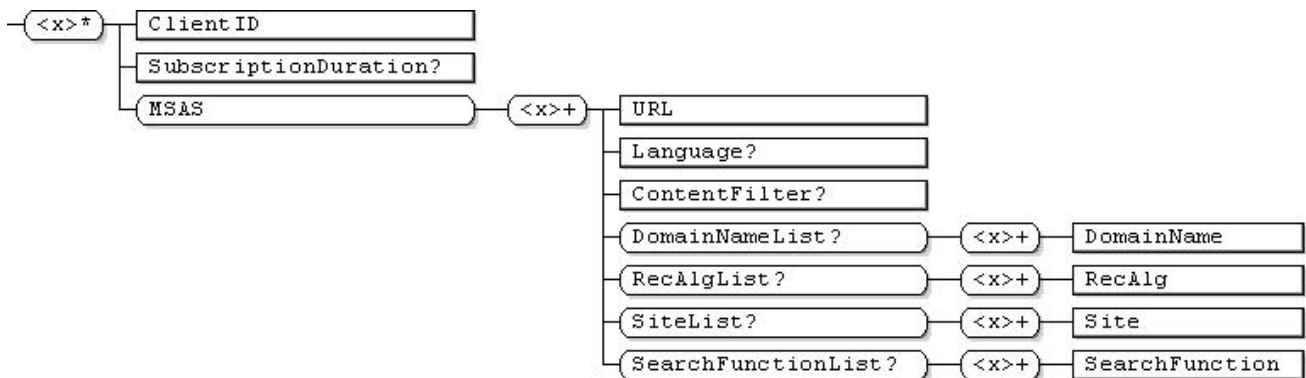 <x>* ClientID
SubscriptionDuration?
MSAS <x>+ URL
Language?
ContentFilter?
DomainNameList? <x>+ DomainName
RecAlgList? <x>+ RecAlg
SiteList? <x>+ Site
SearchFunctionList? <x>+ SearchFunction